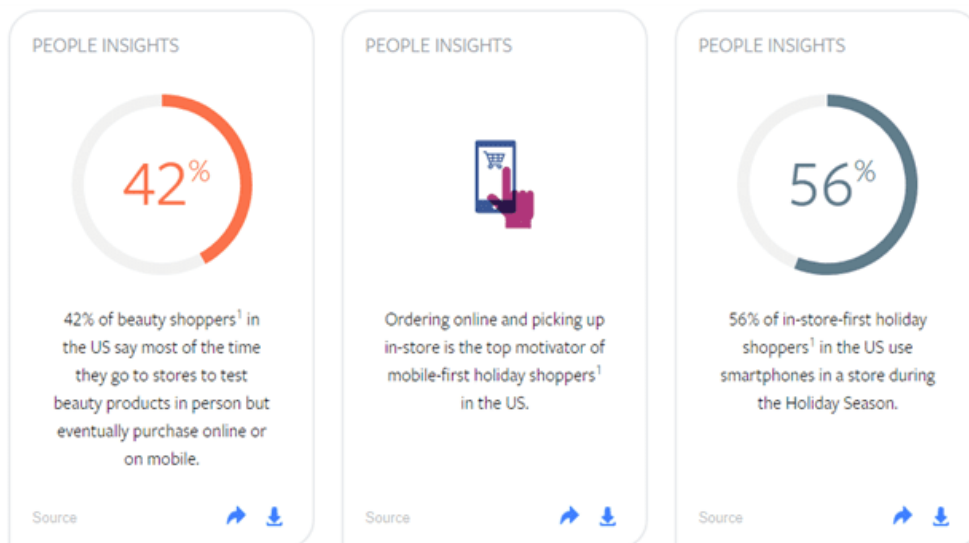 PEOPLE INSIGHTS
42%
42% of beauty shoppers¹ in
the US say most of the time
they go to stores to test
beauty products in person but
eventually purchase online or
on mobile.
Source
PEOPLE INSIGHTS
Ordering online and picking up
in-store is the top motivator of
mobile-first holiday shoppers¹
in the US.
Source
PEOPLE INSIGHTS
56%
56% of in-store-first holiday
shoppers¹ in the US use
smartphones in a store during
the Holiday Season.
Source